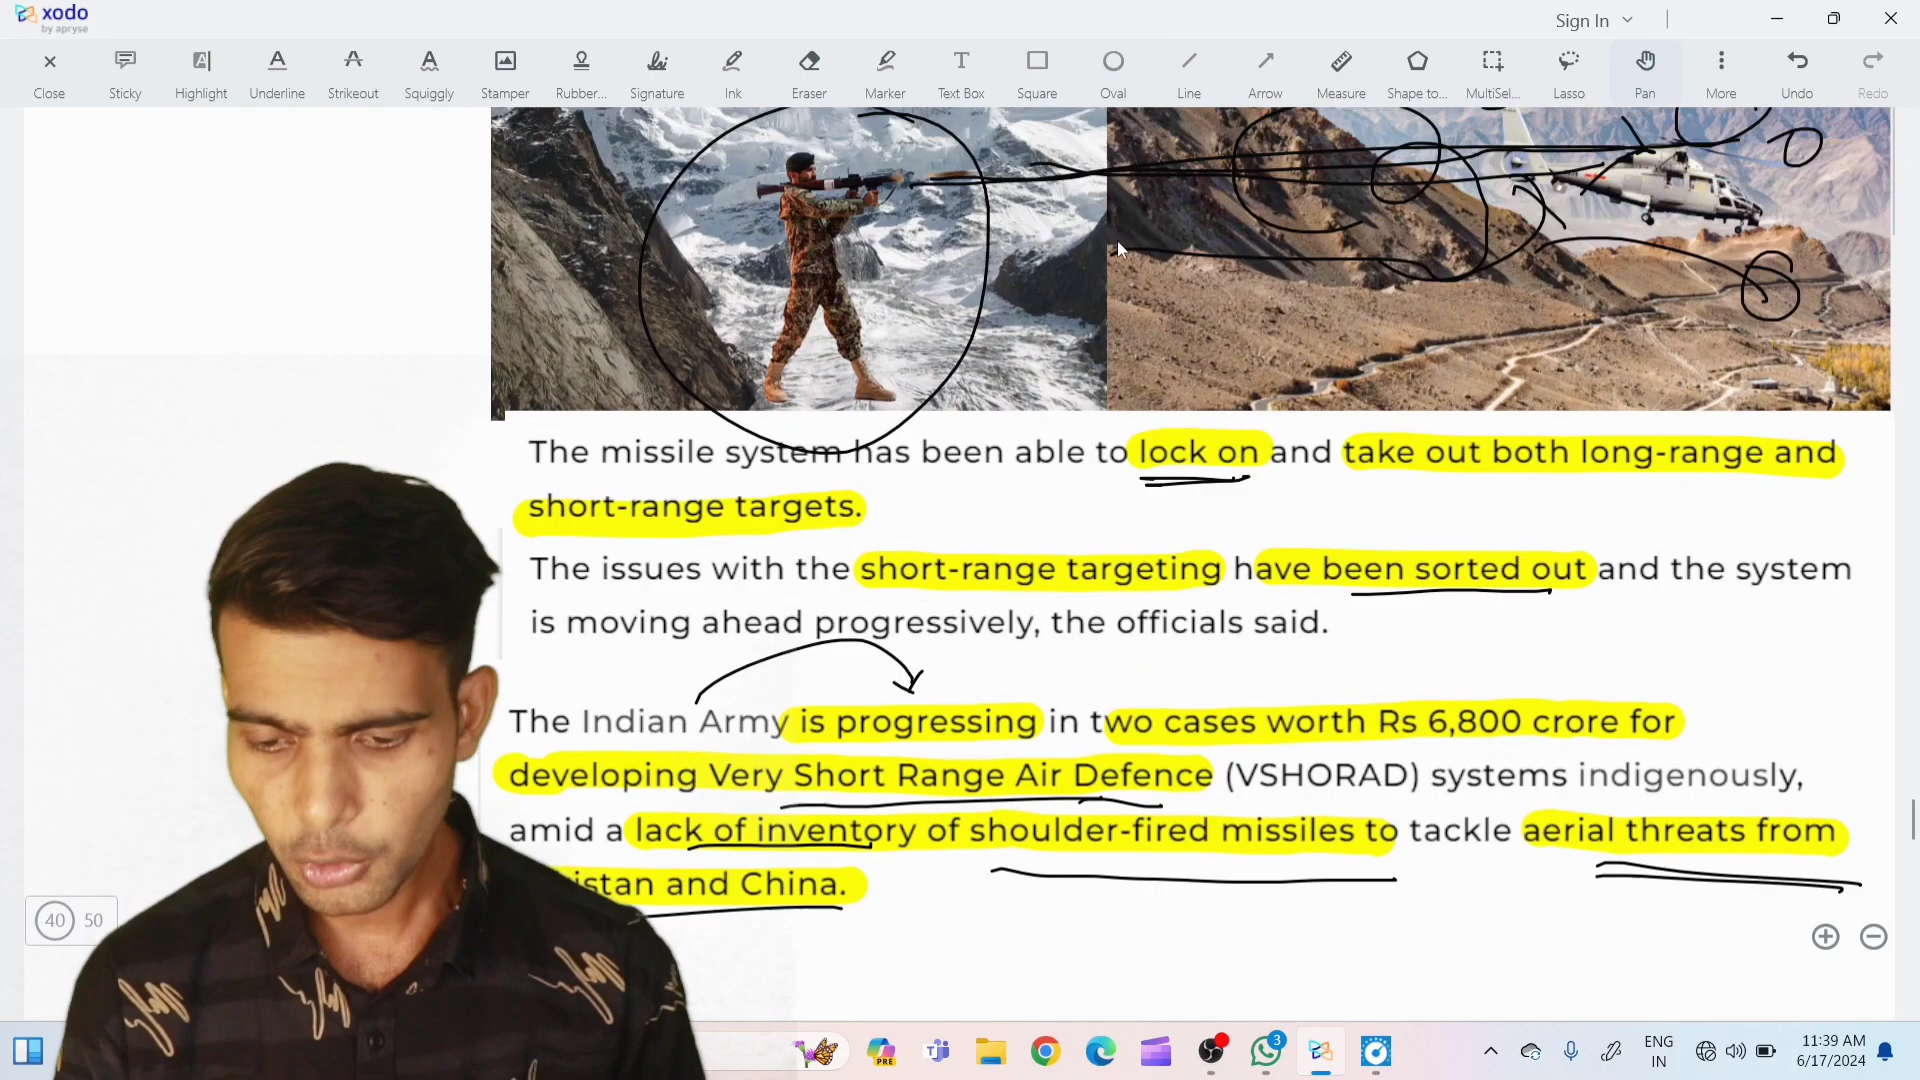 xodo
by apryse
Sign In
Close
Sticky
Highlight
Underline
Strikeout
Squiggly
Stamper
Rubber...
Signature
Ink
Eraser
Marker
Text Box
Square
Oval
Line
Arrow
Measure
Shape to...
MultiSel...
Lasso
Pan
More
Undo
Redo
The missile system has been able to lock on and take out both long-range and
short-range targets.
The issues with the short-range targeting have been sorted out and the system
is moving ahead progressively, the officials said.
The Indian Army is progressing in two cases worth Rs 6,800 crore for
developing Very Short Range Air Defence (VSHORAD) systems indigenously,
amid a lack of inventory of shoulder-fired missiles to tackle aerial threats from
and China.
40 50
PRE
3
ENG
IN
11:39 AM
6/17/2024